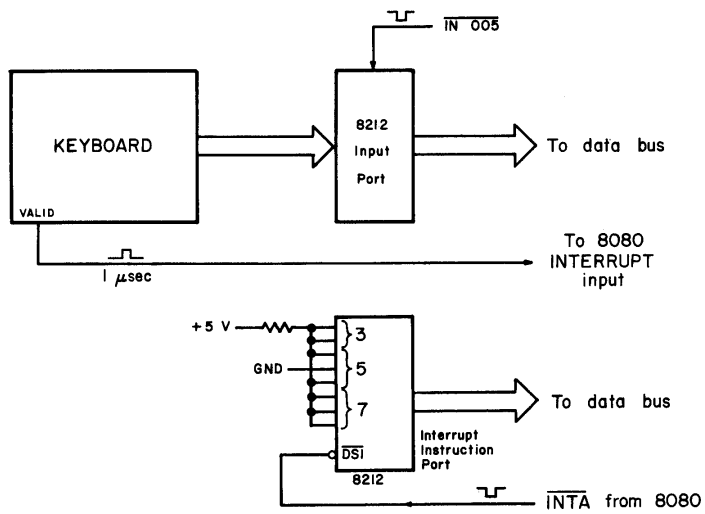 IN 005
KEYBOARD
VALID
8212
Input
Port
To data bus
1 μsec
To 8080
INTERRUPT
input
+5 V
GND
3
5
7
DS1
8212
Interrupt
Instruction
Port
To data bus
INTA from 8080